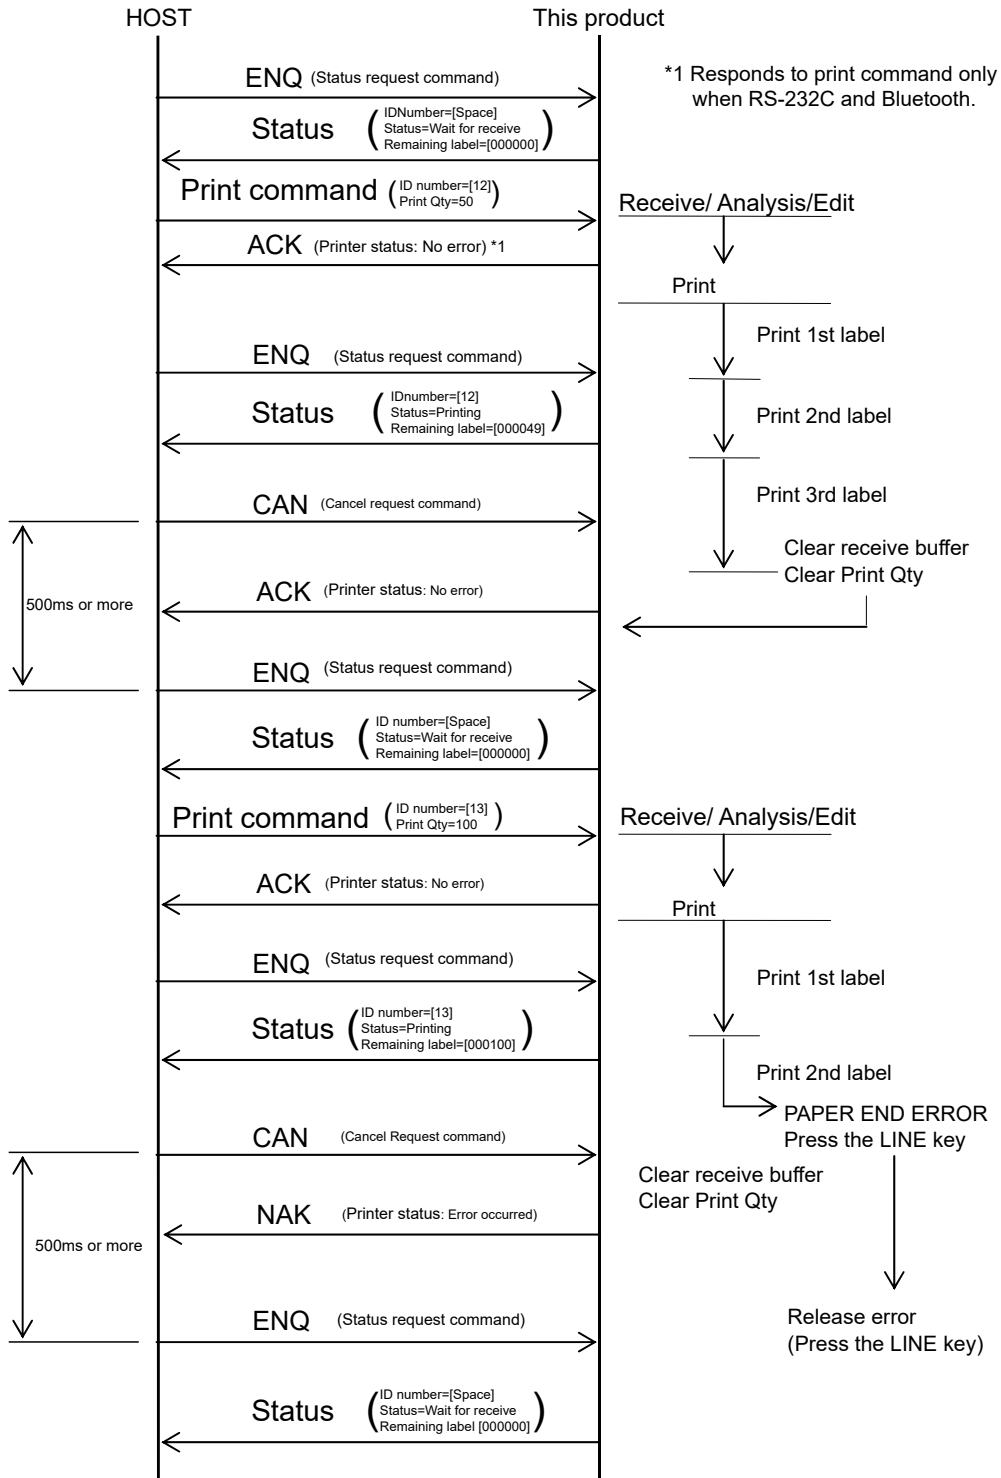 HOST
This product
*1 Responds to print command only
when RS-232C and Bluetooth.
ENQ (Status request command)
Status (IDNumber=[Space]
Status=Wait for receive
Remaining label=[000000])
Print command (ID number=[12]
Print Qty=50)
Receive/ Analysis/Edit
ACK (Printer status: No error) *1
Print
Print 1st label
ENQ (Status request command)
Status (IDnumber=[12]
Status=Printing
Remaining label=[000049])
Print 2nd label
Print 3rd label
CAN (Cancel request command)
Clear receive buffer
Clear Print Qty
500ms or more
ACK (Printer status: No error)
ENQ (Status request command)
Status (ID number=[Space]
Status=Wait for receive
Remaining label=[000000])
Print command (ID number=[13]
Print Qty=100)
Receive/ Analysis/Edit
ACK (Printer status: No error)
Print
ENQ (Status request command)
Print 1st label
Status (ID number=[13]
Status=Printing
Remaining label=[000100])
Print 2nd label
PAPER END ERROR
Press the LINE key
CAN (Cancel Request command)
Clear receive buffer
Clear Print Qty
NAK (Printer status: Error occurred)
500ms or more
ENQ (Status request command)
Release error
(Press the LINE key)
Status (ID number=[Space]
Status=Wait for receive
Remaining label [000000])